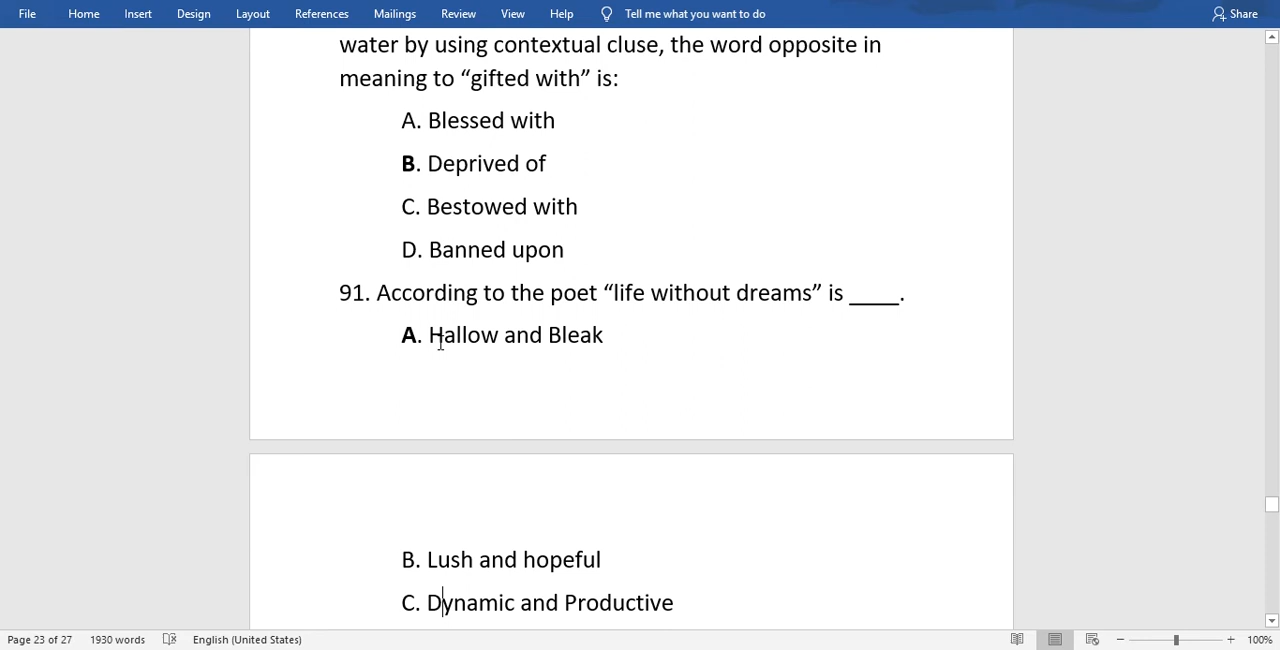 File Home Insert Design Layout References Mailings Review View Help Tell me what you want to do Share
water by using contextual cluse, the word opposite in
meaning to “gifted with” is:
A. Blessed with
B. Deprived of
C. Bestowed with
D. Banned upon
91. According to the poet “life without dreams” is ____.
A. Hallow and Bleak
B. Lush and hopeful
C. Dynamic and Productive
Page 23 of 27 1930 words English (United States) 100%